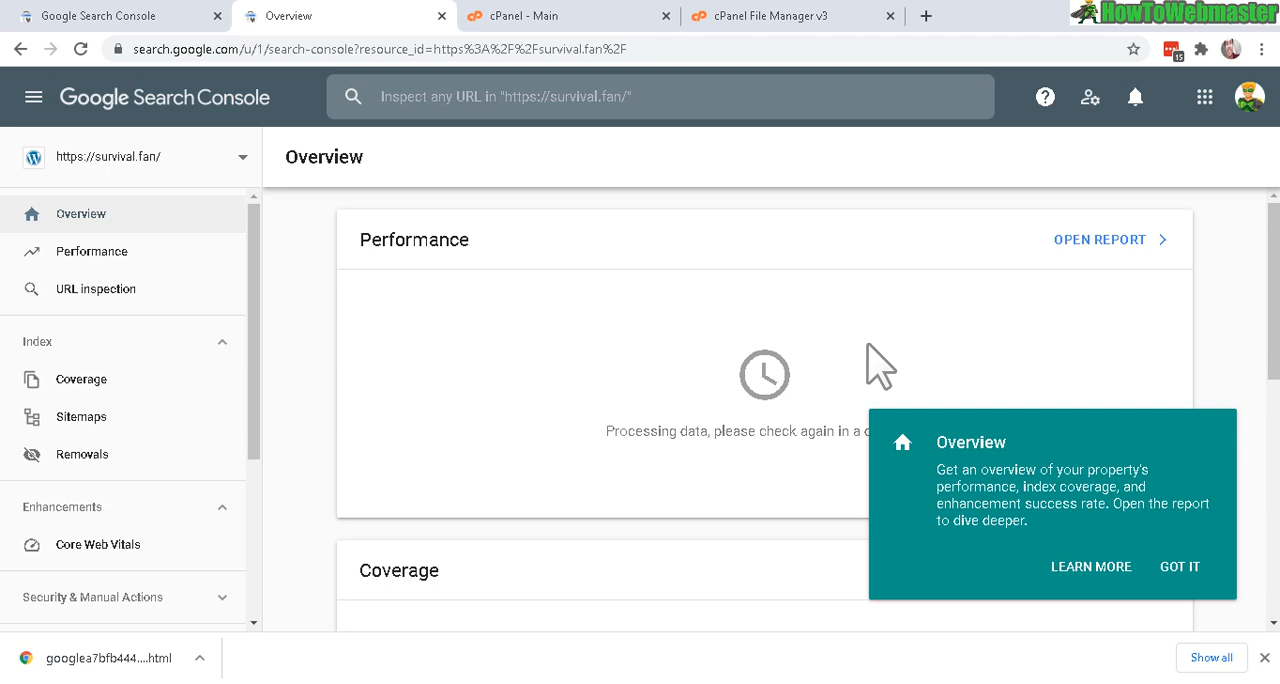 Google Search Console
Overview
cPanel - Main
cPanel File Manager v3
HowToWebmaster
search.google.com/u/1/search-console?resource_id=https%3A%2F%2Fsurvival.fan%2F
15
Google Search Console
Inspect any URL in "https://survival.fan/"
https://survival.fan/
Overview
Overview
Performance
URL inspection
Index
Coverage
Sitemaps
Removals
Enhancements
Core Web Vitals
Security & Manual Actions
Performance
OPEN REPORT
Processing data, please check again in a
Coverage
Overview
Get an overview of your property's
performance, index coverage, and
enhancement success rate. Open the report
to dive deeper.
LEARN MORE
GOT IT
googlea7bfb444....html
Show all